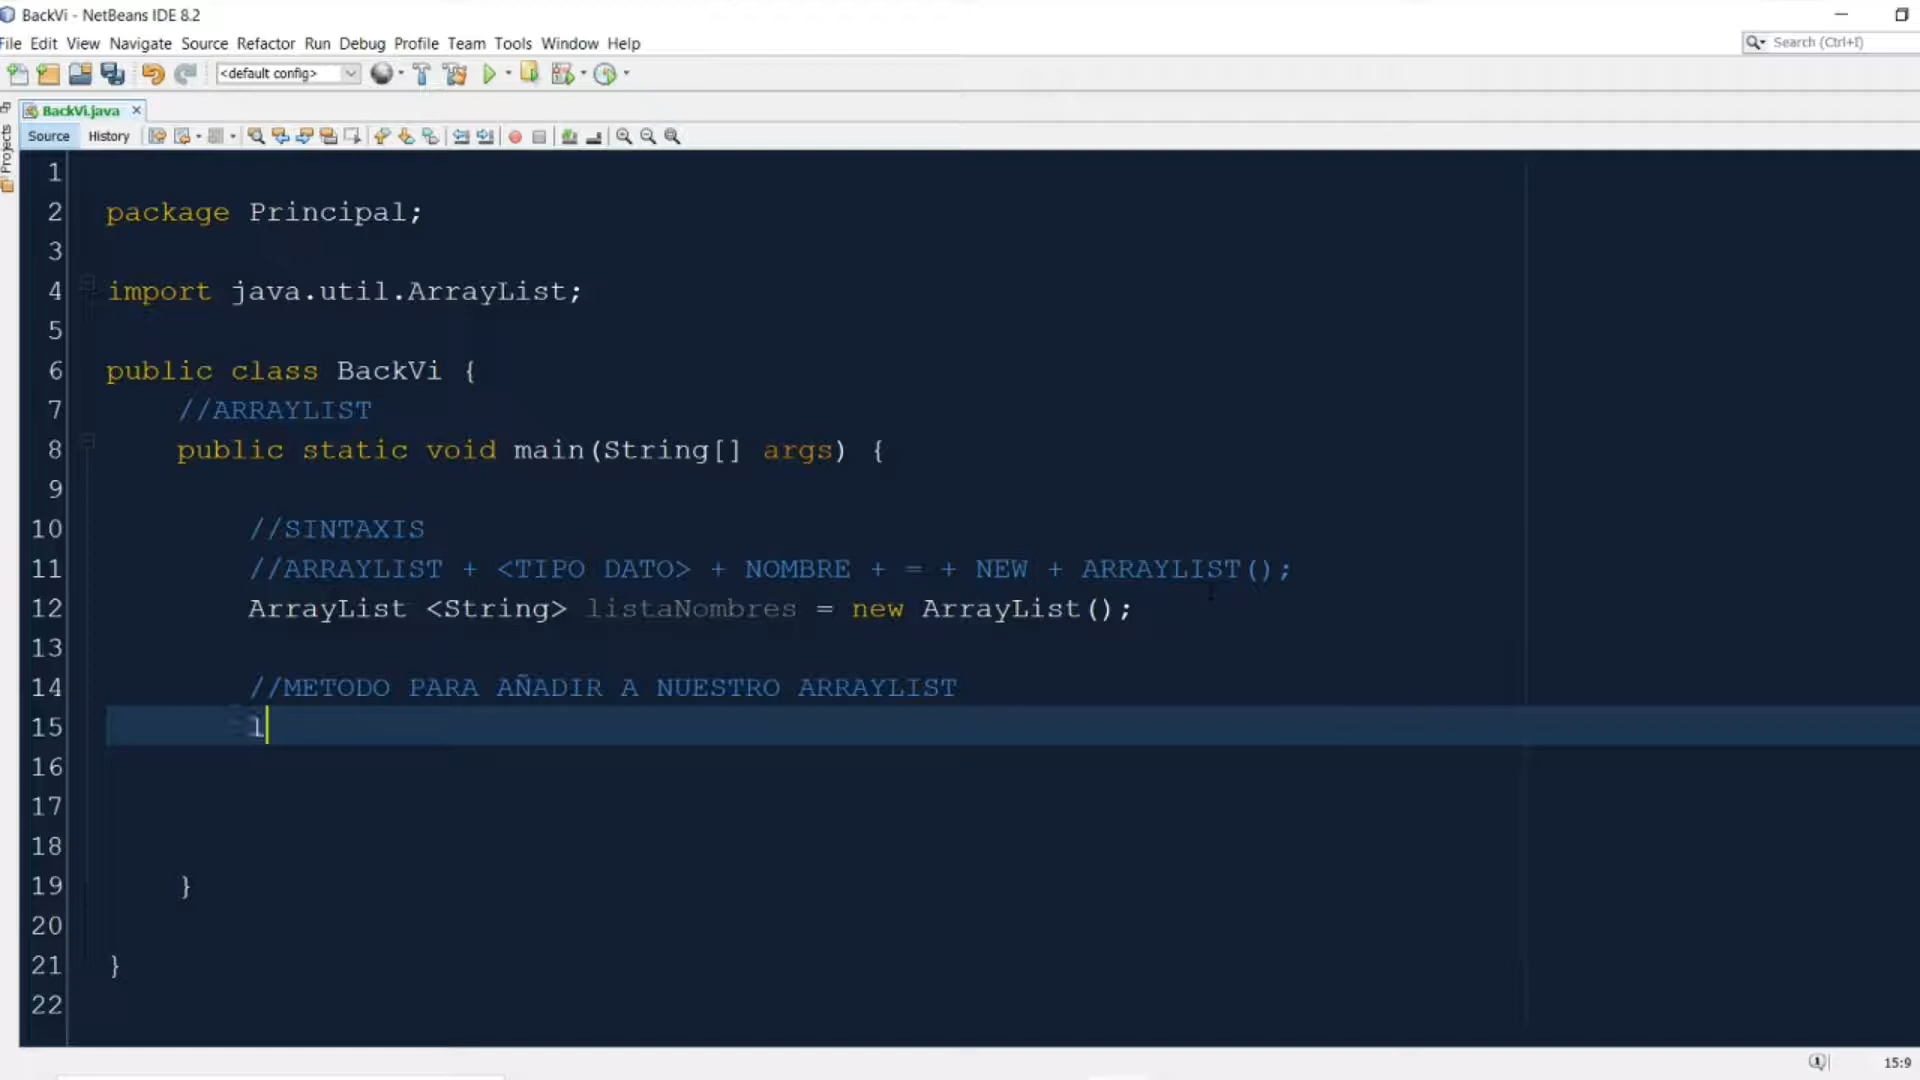 BackVi - NetBeans IDE 8.2
File Edit View Navigate Source Refactor Run Debug Profile Team Tools Window Help
Search (Ctrl+I)
<default config>
BackVi.java
Projects
Source History
1
2 package Principal;
3
4 import java.util.ArrayList;
5
6 public class BackVi {
7 //ARRAYLIST
8 public static void main(String[] args) {
9
10 //SINTAXIS
11 //ARRAYLIST + <TIPO DATO> + NOMBRE + = + NEW + ARRAYLIST();
12 ArrayList <String> listaNombres = new ArrayList();
13
14 //METODO PARA AÑADIR A NUESTRO ARRAYLIST
15 l
16
17
18
19 }
20
21 }
22
15:9